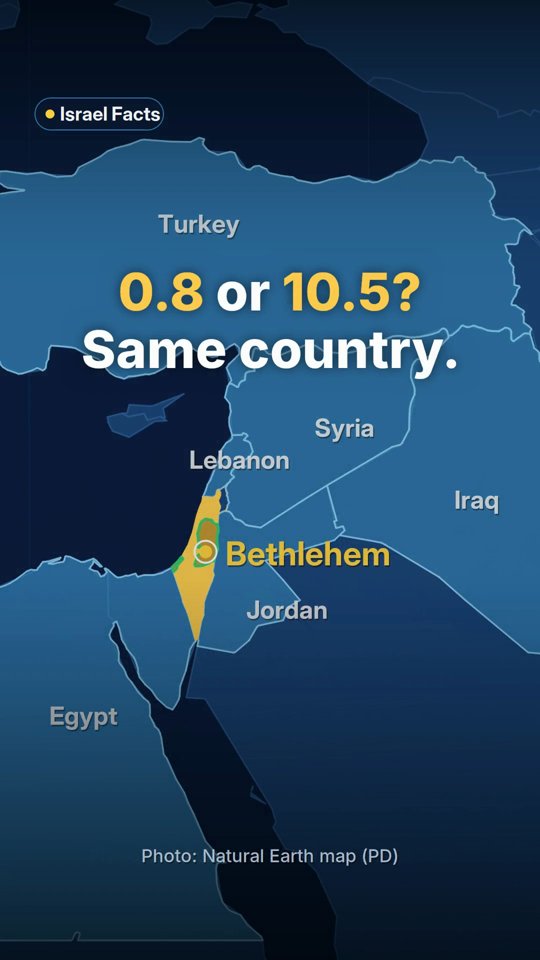 Israel Facts
Turkey
0.8 or 10.5?
Same country.
Syria
Lebanon
Iraq
Bethlehem
Jordan
Egypt
Photo: Natural Earth map (PD)